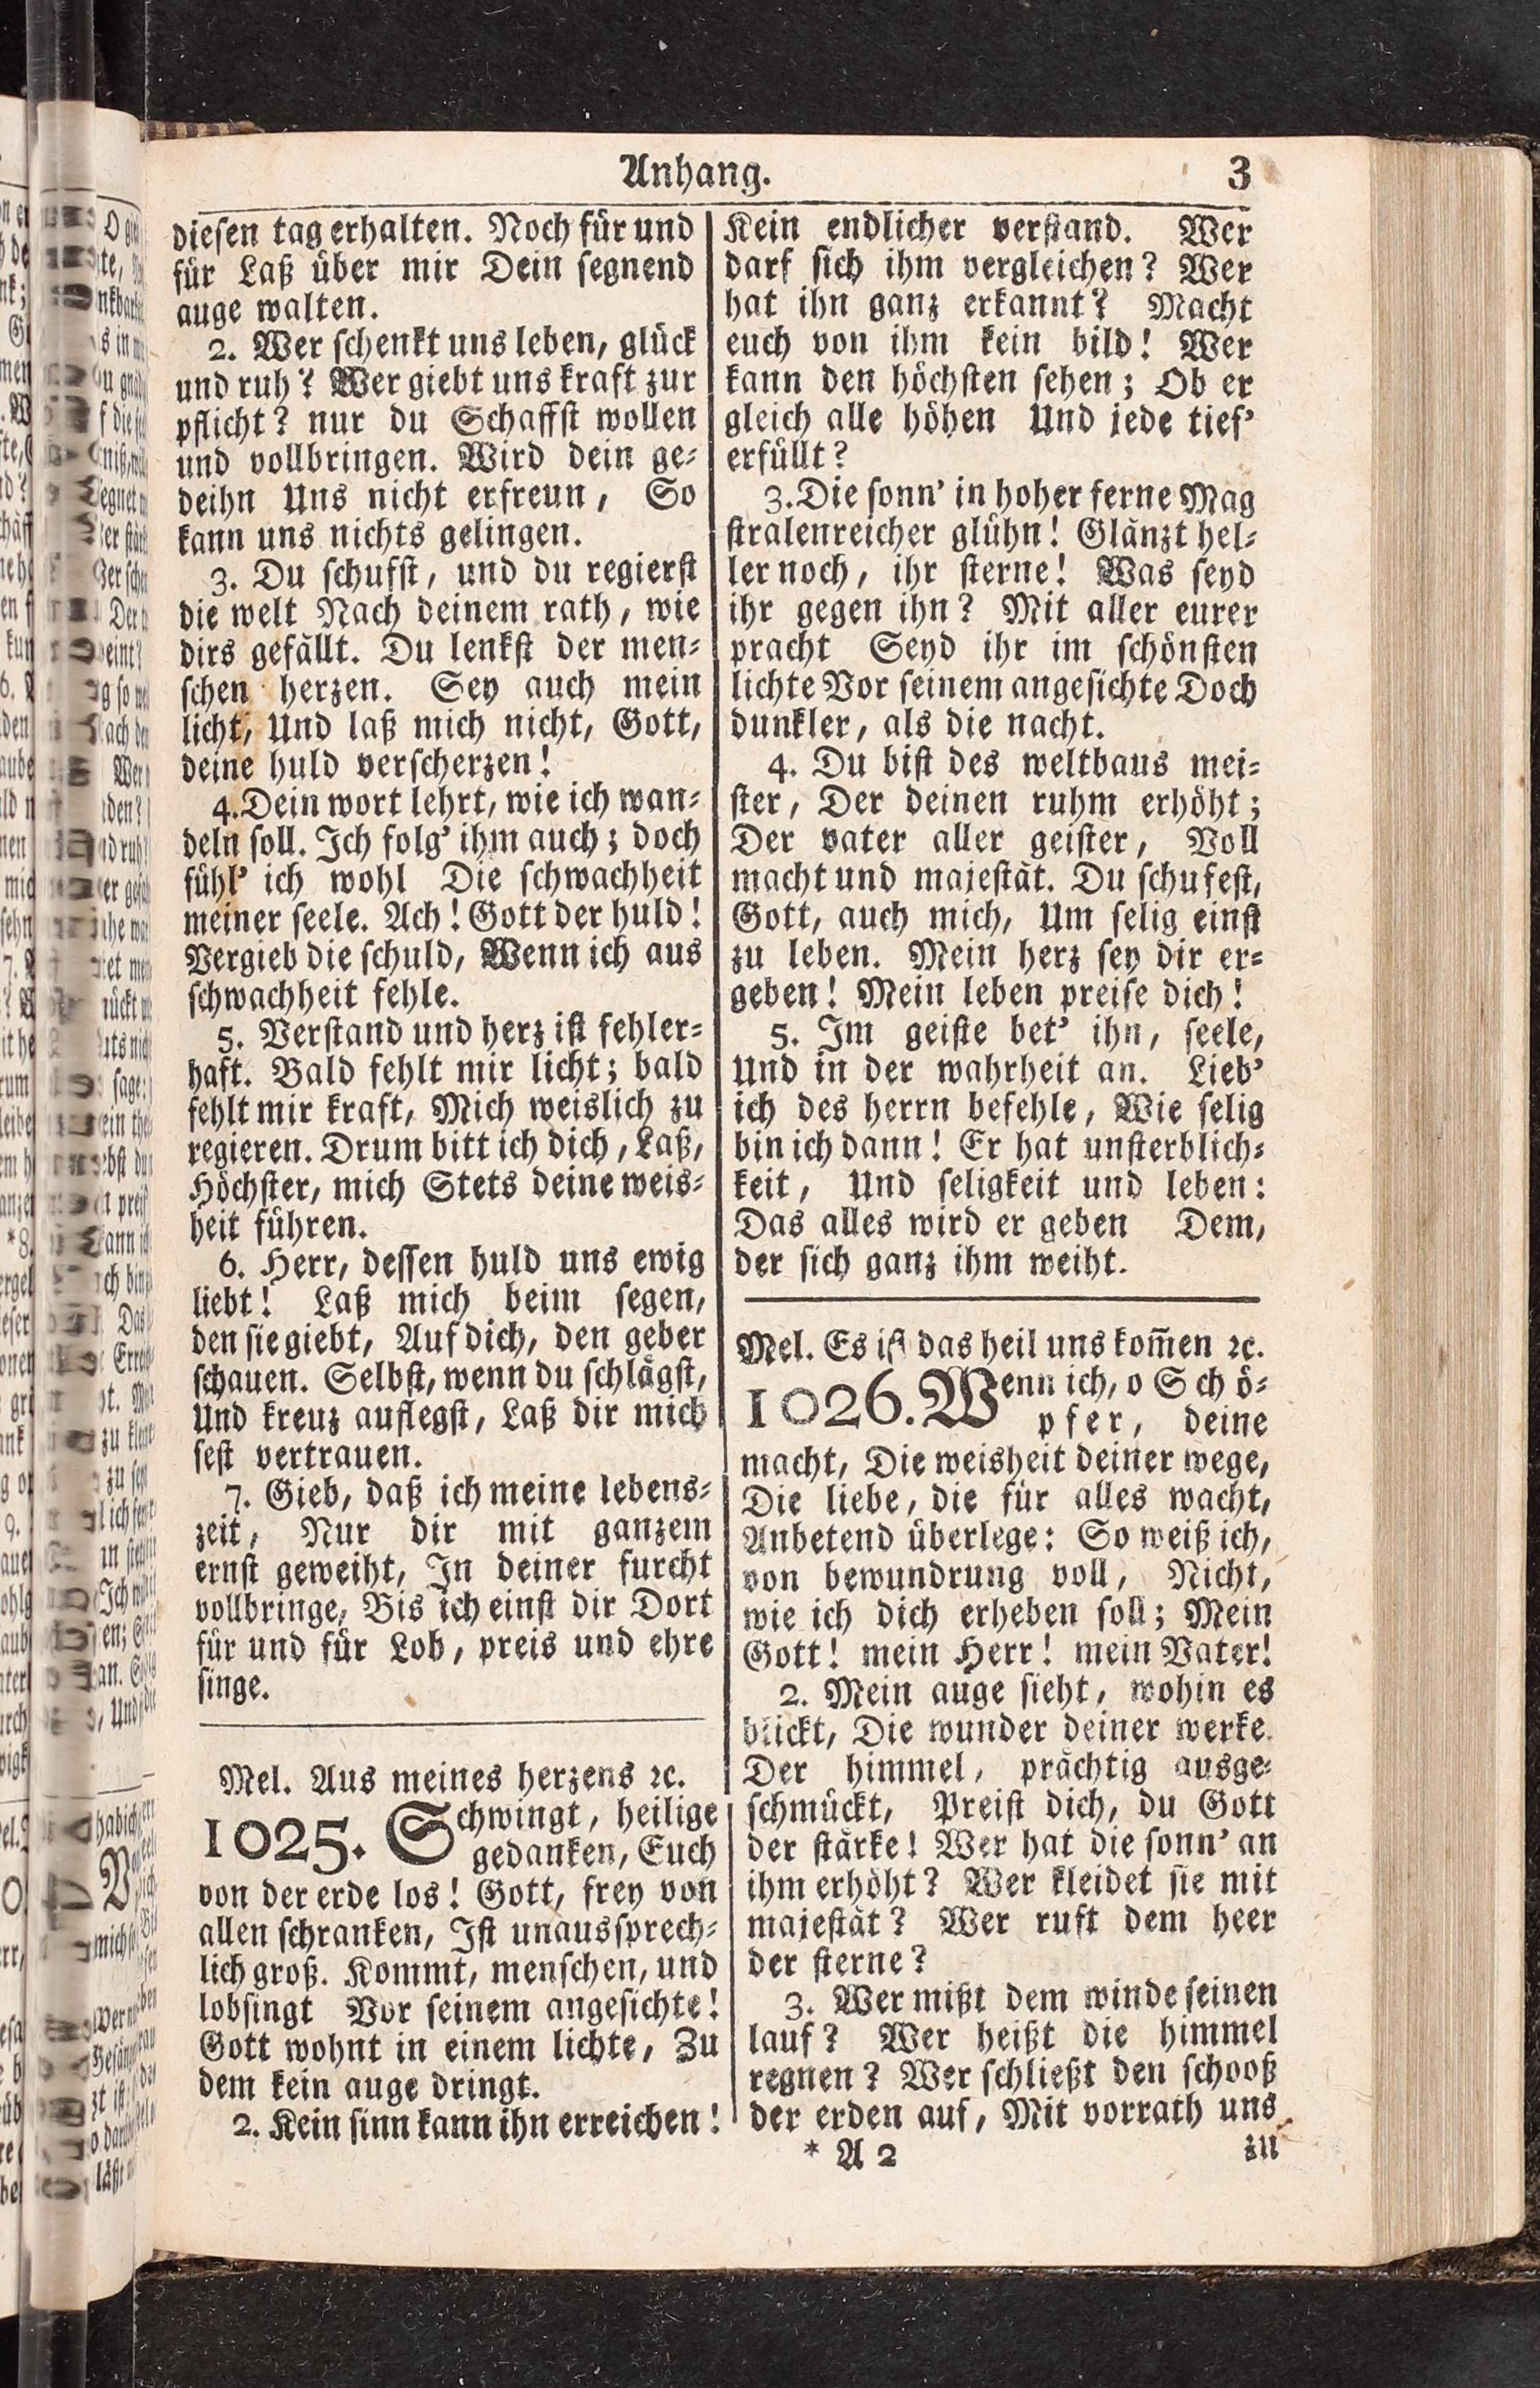 Anhang. 3
diesen tag erhalten. Noch für und
für Laß über mir Dein segnend
auge walten.
2. Wer schenkt uns leben, glück
und ruh? Wer giebt uns kraft zur
pflicht? nur du Schaffst wollen
und vollbringen. Wird dein ge-
deihn Uns nicht erfreun, So
kann uns nichts gelingen.
3. Du schufst, und du regierst
die welt Nach deinem rath, wie
dirs gefällt. Du lenkst der men-
schen herzen. Sey auch mein
licht, Und laß mich nicht, Gott,
deine huld verscherzen!
4. Dein wort lehrt, wie ich wan-
deln soll. Ich folg' ihm auch; doch
fühl' ich wohl Die schwachheit
meiner seele. Ach! Gott der huld!
Vergieb die schuld, Wenn ich aus
schwachheit fehle.
5. Verstand und herz ist fehler-
haft. Bald fehlt mir licht; bald
fehlt mir kraft, Mich weislich zu
regieren. Drum bitt ich dich, Laß,
Höchster, mich Stets deine weis-
heit führen.
6. Herr, dessen huld uns ewig
liebt! Laß mich beim segen,
den sie giebt, Auf dich, den geber
schauen. Selbst, wenn du schlägst,
Und kreuz auflegst, Laß dir mich
fest vertrauen.
7. Gieb, daß ich meine lebens-
zeit, Nur dir mit ganzem
ernst geweiht, In deiner furcht
vollbringe, Bis ich einst dir Dort
für und für Lob, preis und ehre
singe.
Mel. Aus meines herzens ꝛc.
1025. Schwingt, heilige
gedanken, Euch
von der erde los! Gott, frey von
allen schranken, Ist unaussprech-
lich groß. Kommt, menschen, und
lobsingt Vor seinem angesichte!
Gott wohnt in einem lichte, Zu
dem kein auge dringt.
2. Kein sinn kann ihn erreichen!
Kein endlicher verstand. Wer
darf sich ihm vergleichen? Wer
hat ihn ganz erkannt? Macht
euch von ihm kein bild! Wer
kann den höchsten sehen; Ob er
gleich alle höhen Und jede tief'
erfüllt?
3. Die sonn' in hoher ferne Mag
stralenreicher glühn! Glänzt hel-
ler noch, ihr sterne! Was seyd
ihr gegen ihn? Mit aller eurer
pracht Seyd ihr im schönsten
lichte Vor seinem angesichte Doch
dunkler, als die nacht.
4. Du bist des weltbaus mei-
ster, Der deinen ruhm erhöht;
Der vater aller geister, Voll
macht und majestät. Du schufest,
Gott, auch mich, Um selig einst
zu leben. Mein herz sey dir er-
geben! Mein leben preise dich!
5. Im geiste bet' ihn, seele,
Und in der wahrheit an. Lieb'
ich des herrn befehle, Wie selig
bin ich dann! Er hat unsterblich-
keit, Und seligkeit und leben:
Das alles wird er geben Dem,
der sich ganz ihm weiht.
Mel. Es ist das heil uns kom̃en ꝛc.
1026. Wenn ich, o Schö-
pfer, deine
macht, Die weisheit deiner wege,
Die liebe, die für alles wacht,
Anbetend überlege: So weiß ich,
von bewundrung voll, Nicht,
wie ich dich erheben soll; Mein
Gott! mein Herr! mein Vater!
2. Mein auge sieht, wohin es
blickt, Die wunder deiner werke.
Der himmel, prächtig ausge-
schmückt, Preist dich, du Gott
der stärke! Wer hat die sonn' an
ihm erhöht? Wer kleidet sie mit
majestät? Wer ruft dem heer
der sterne?
3. Wer mißt dem winde seinen
lauf? Wer heißt die himmel
regnen? Wer schließt den schooß
der erden auf, Mit vorrath uns
* A 2 zu